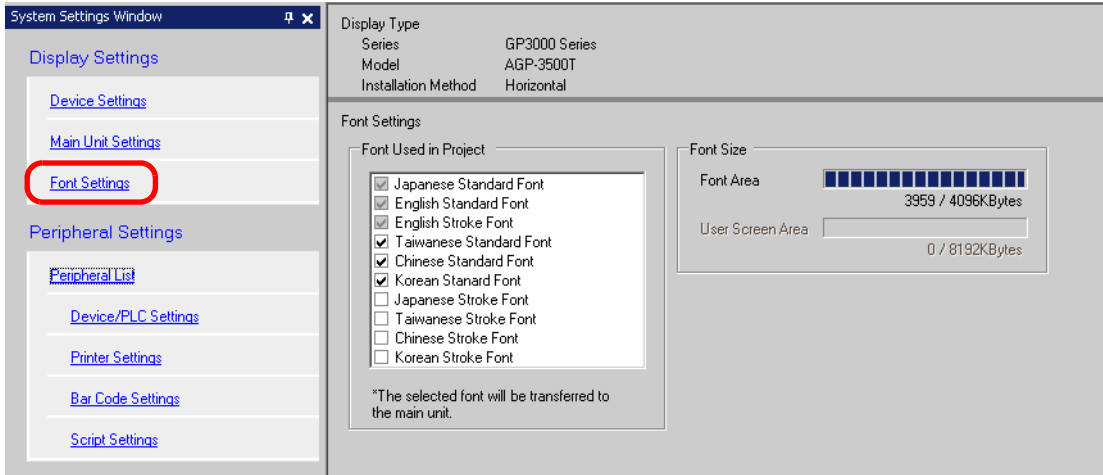 System Settings Window
Display Settings
Device Settings
Main Unit Settings
Font Settings
Peripheral Settings
Peripheral List
Device/PLC Settings
Printer Settings
Bar Code Settings
Script Settings
Display Type
Series GP3000 Series
Model AGP-3500T
Installation Method Horizontal
Font Settings
Font Used in Project
Japanese Standard Font
English Standard Font
English Stroke Font
Taiwanese Standard Font
Chinese Standard Font
Korean Stanard Font
Japanese Stroke Font
Taiwanese Stroke Font
Chinese Stroke Font
Korean Stroke Font
*The selected font will be transferred to
the main unit.
Font Size
Font Area
3959 / 4096KBytes
User Screen Area
0 / 8192KBytes